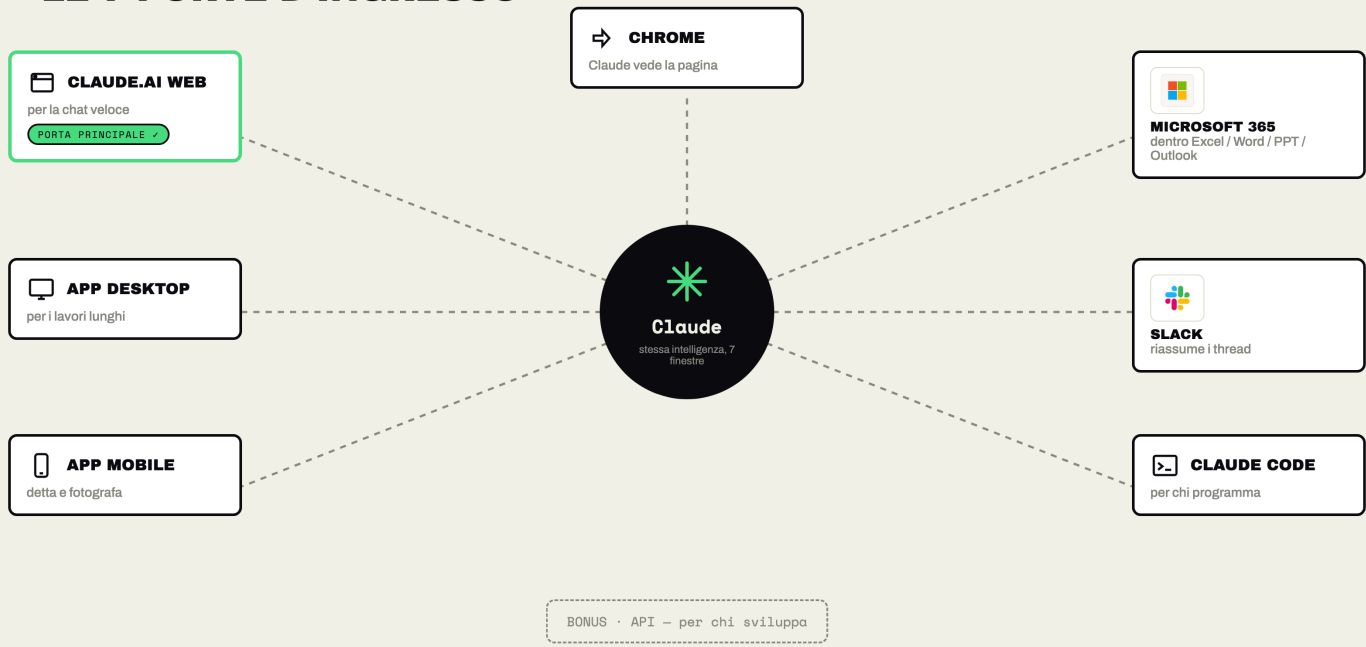 CHROME
Claude vede la pagina
CLAUDE.AI WEB
per la chat veloce
PORTA PRINCIPALE ✓
MICROSOFT 365
dentro Excel / Word / PPT /
Outlook
APP DESKTOP
per i lavori lunghi
Claude
stessa intelligenza, 7
finestre
SLACK
riassume i thread
APP MOBILE
detta e fotografa
CLAUDE CODE
per chi programma
BONUS · API — per chi sviluppa